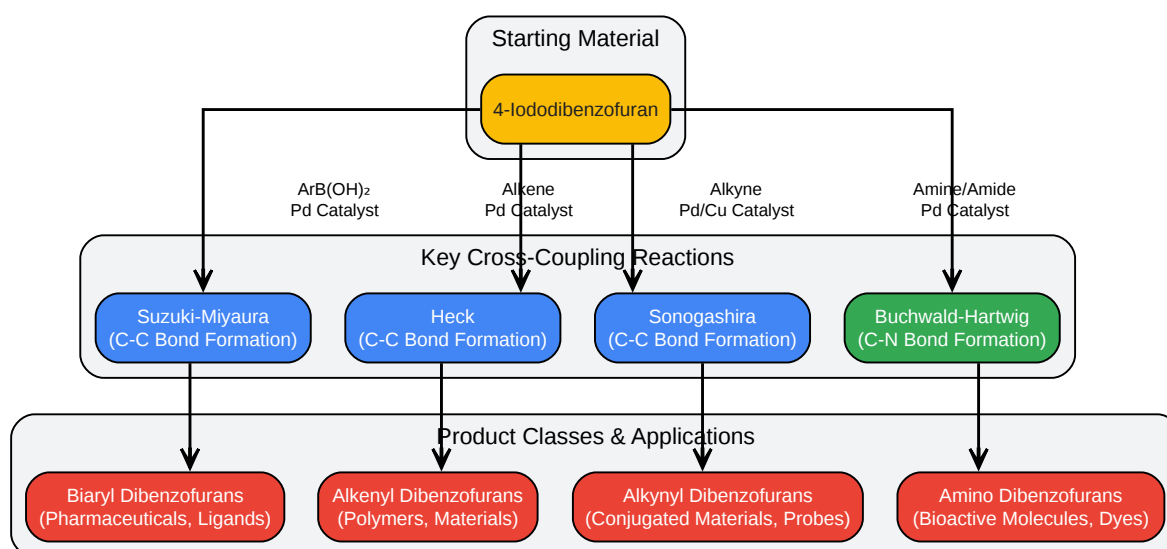 Starting Material
4-Iododibenzofuran
ArB(OH)₂
Pd Catalyst
Alkene
Pd Catalyst
Alkyne
Pd/Cu Catalyst
Amine/Amide
Pd Catalyst
Key Cross-Coupling Reactions
Suzuki-Miyaura
(C-C Bond Formation)
Heck
(C-C Bond Formation)
Sonogashira
(C-C Bond Formation)
Buchwald-Hartwig
(C-N Bond Formation)
Product Classes & Applications
Biaryl Dibenzofurans
(Pharmaceuticals, Ligands)
Alkenyl Dibenzofurans
(Polymers, Materials)
Alkynyl Dibenzofurans
(Conjugated Materials, Probes)
Amino Dibenzofurans
(Bioactive Molecules, Dyes)